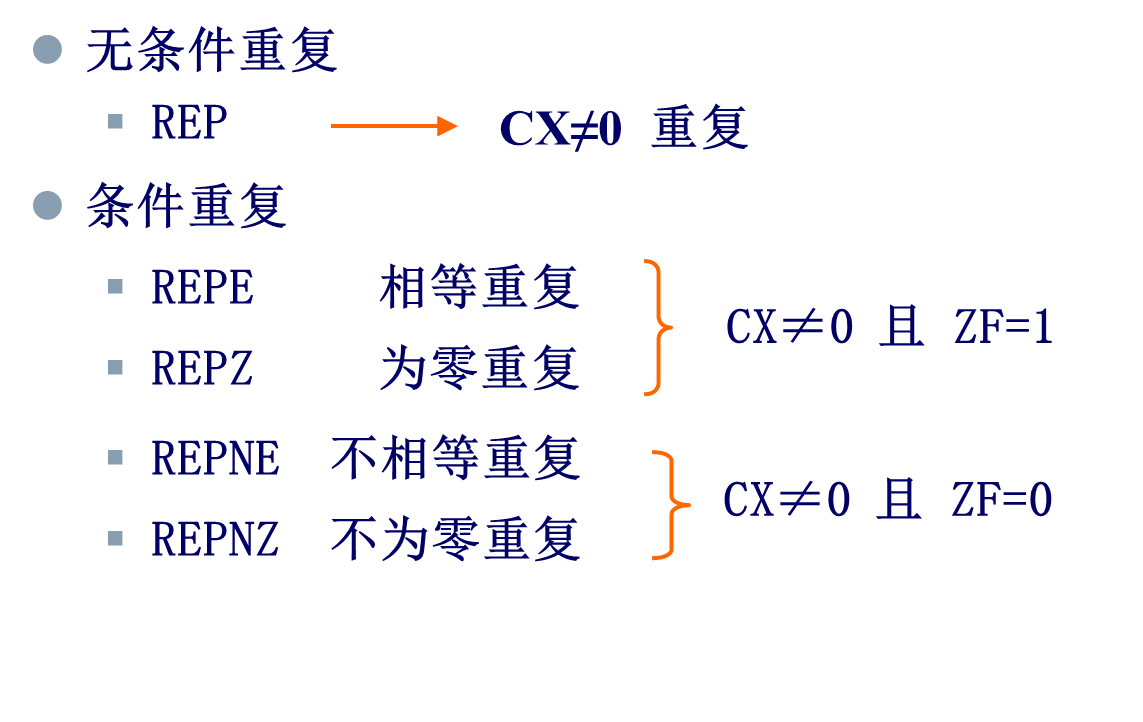 无条件重复
REP CX≠0 重复
条件重复
REPE 相等重复
REPZ 为零重复
CX≠0 且 ZF=1
REPNE 不相等重复
REPNZ 不为零重复
CX≠0 且 ZF=0